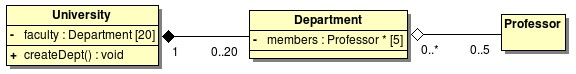 University
- faculty : Department [20]
+ createDept() : void
1
0..20
Department
- members : Professor * [5]
0..*
0..5
Professor